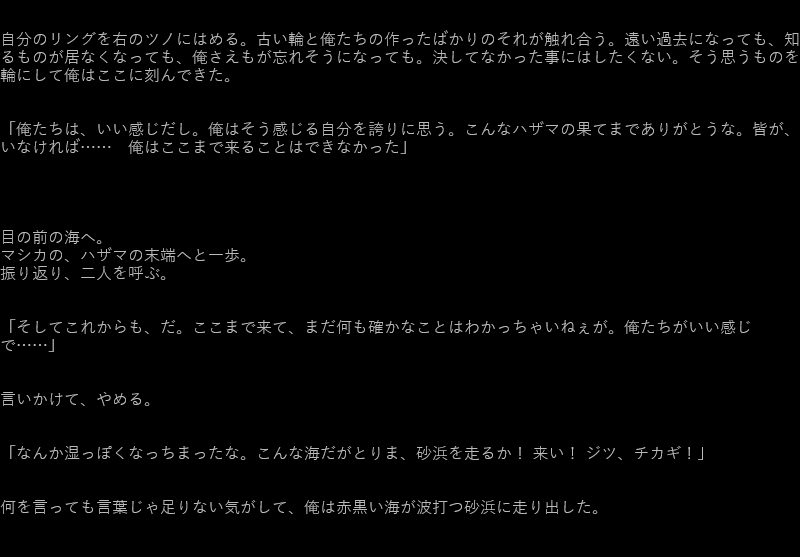 自分のリングを右のツノにはめる。古い輪と俺たちの作ったばかりのそれが触れ合う。遠い過去になっても、知
るものが居なくなっても、俺さえもが忘れそうになっても。決してなかった事にはしたくない。そう思うものを
輪にして俺はここに刻んできた。
「俺たちは、いい感じだし。俺はそう感じる自分を誇りに思う。こんなハザマの果てまでありがとうな。皆が、
いなければ……　俺はここまで来ることはできなかった」
目の前の海へ。
マシカの、ハザマの末端へと一歩。
振り返り、二人を呼ぶ。
「そしてこれからも、だ。ここまで来て、まだ何も確かなことはわかっちゃいねぇが。俺たちがいい感じ
で……」
言いかけて、やめる。
「なんか湿っぽくなっちまったな。こんな海だがとりま、砂浜を走るか！ 来い！ ジツ、チカギ！」
何を言っても言葉じゃ足りない気がして、俺は赤黒い海が波打つ砂浜に走り出した。